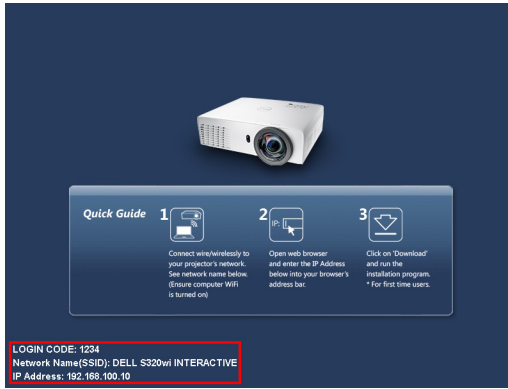 Quick Guide
1
Connect wire/wirelessly to
your projector's network.
See network name below.
(Ensure computer WiFi
is turned on)
2
IP:
Open web browser
and enter the IP Address
below into your browser's
address bar.
3
Click on 'Download'
and run the
installation program.
* For first time users.
LOGIN CODE: 1234
Network Name(SSID): DELL S320wi INTERACTIVE
IP Address: 192.168.100.10